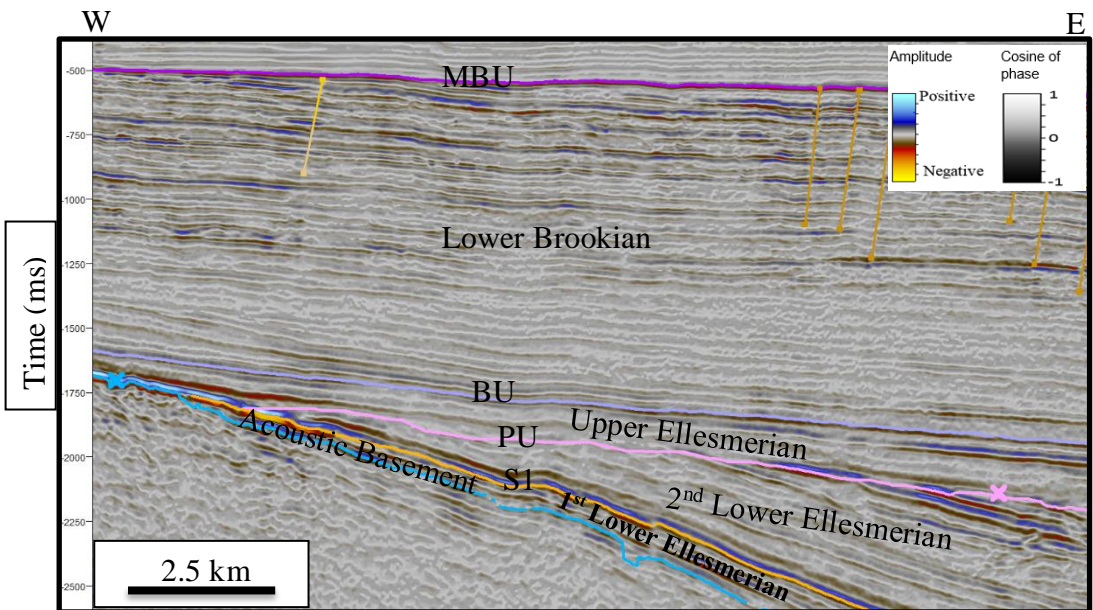 W
E
Amplitude
Cosine of
phase
Positive
Negative
1
0
-1
-500
-750
-1000
-1250
-1500
-1750
-2000
-2250
-2500
Time (ms)
MBU
Lower Brookian
BU
Upper Ellesmerian
PU
Acoustic Basement
S1
2nd Lower Ellesmerian
1st Lower Ellesmerian
2.5 km